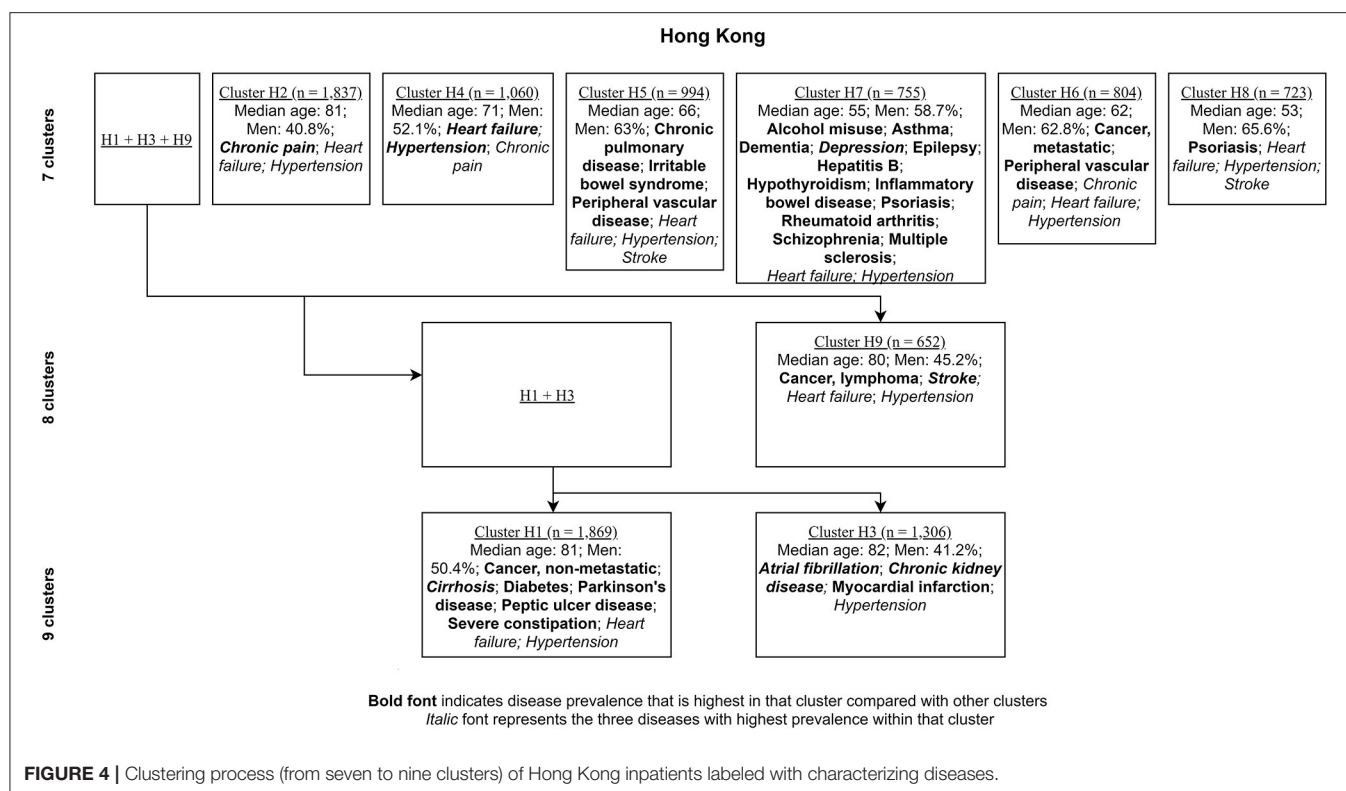 Hong Kong
7 clusters
H1 + H3 + H9
Cluster H2 (n = 1,837)
Median age: 81;
Men: 40.8%;
Chronic pain; Heart
failure; Hypertension
Cluster H4 (n = 1,060)
Median age: 71; Men:
52.1%; Heart failure;
Hypertension; Chronic
pain
Cluster H5 (n = 994)
Median age: 66;
Men: 63%; Chronic
pulmonary
disease; Irritable
bowel syndrome;
Peripheral vascular
disease; Heart
failure; Hypertension;
Stroke
Cluster H7 (n = 755)
Median age: 55; Men: 58.7%;
Alcohol misuse; Asthma;
Dementia; Depression; Epilepsy;
Hepatitis B;
Hypothyroidism; Inflammatory
bowel disease; Psoriasis;
Rheumatoid arthritis;
Schizophrenia; Multiple
sclerosis;
Heart failure; Hypertension
Cluster H6 (n = 804)
Median age: 62;
Men: 62.8%; Cancer,
metastatic;
Peripheral vascular
disease; Chronic
pain; Heart failure;
Hypertension
Cluster H8 (n = 723)
Median age: 53;
Men: 65.6%;
Psoriasis; Heart
failure; Hypertension;
Stroke
8 clusters
H1 + H3
Cluster H9 (n = 652)
Median age: 80; Men: 45.2%;
Cancer, lymphoma; Stroke;
Heart failure; Hypertension
9 clusters
Cluster H1 (n = 1,869)
Median age: 81; Men:
50.4%; Cancer, non-metastatic;
Cirrhosis; Diabetes; Parkinson's
disease; Peptic ulcer disease;
Severe constipation; Heart
failure; Hypertension
Cluster H3 (n = 1,306)
Median age: 82; Men: 41.2%;
Atrial fibrillation; Chronic kidney
disease; Myocardial infarction;
Hypertension
Bold font indicates disease prevalence that is highest in that cluster compared with other clusters
Italic font represents the three diseases with highest prevalence within that cluster
FIGURE 4 | Clustering process (from seven to nine clusters) of Hong Kong inpatients labeled with characterizing diseases.